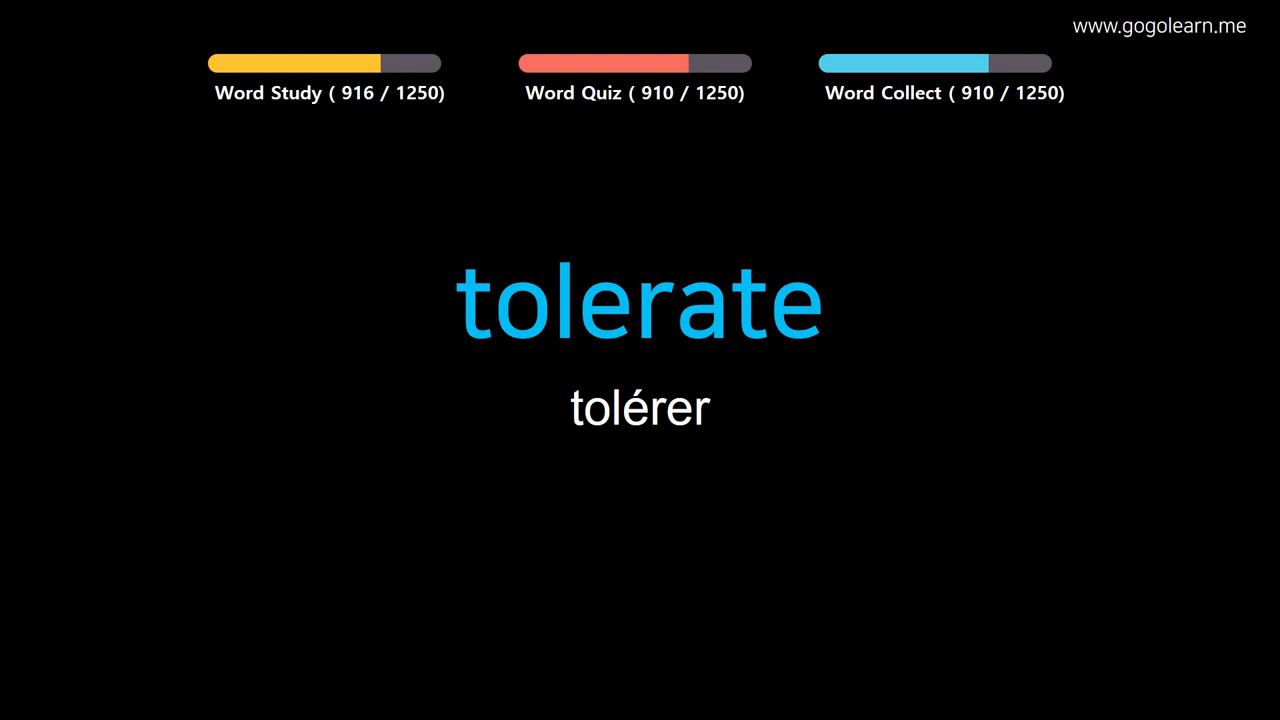 www.gogolearn.me
Word Study ( 916 / 1250)
Word Quiz ( 910 / 1250)
Word Collect ( 910 / 1250)
tolerate
tolérer